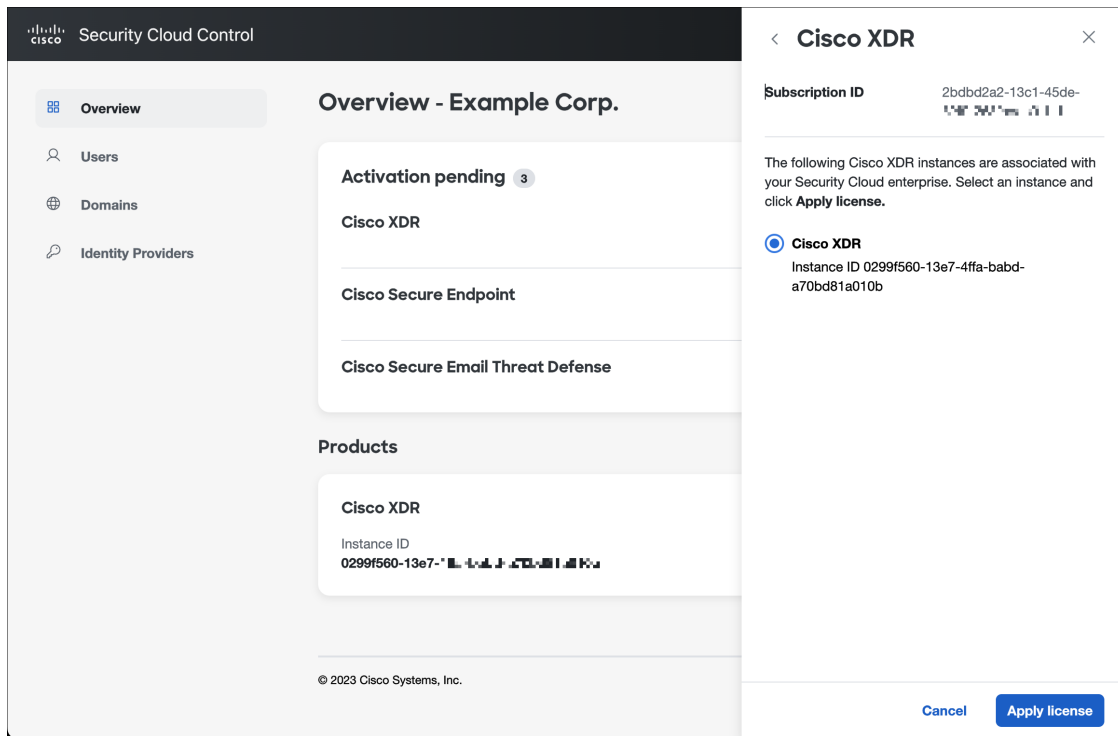 cisco
Security Cloud Control
Overview
Users
Domains
Identity Providers
Overview - Example Corp.
Activation pending 3
Cisco XDR
Cisco Secure Endpoint
Cisco Secure Email Threat Defense
Products
Cisco XDR
Instance ID
0299f560-13e7-
© 2023 Cisco Systems, Inc.
Cisco XDR
Subscription ID
2bdbd2a2-13c1-45de-
The following Cisco XDR instances are associated with
your Security Cloud enterprise. Select an instance and
click Apply license.
Cisco XDR
Instance ID 0299f560-13e7-4ffa-babd-
a70bd81a010b
Cancel
Apply license